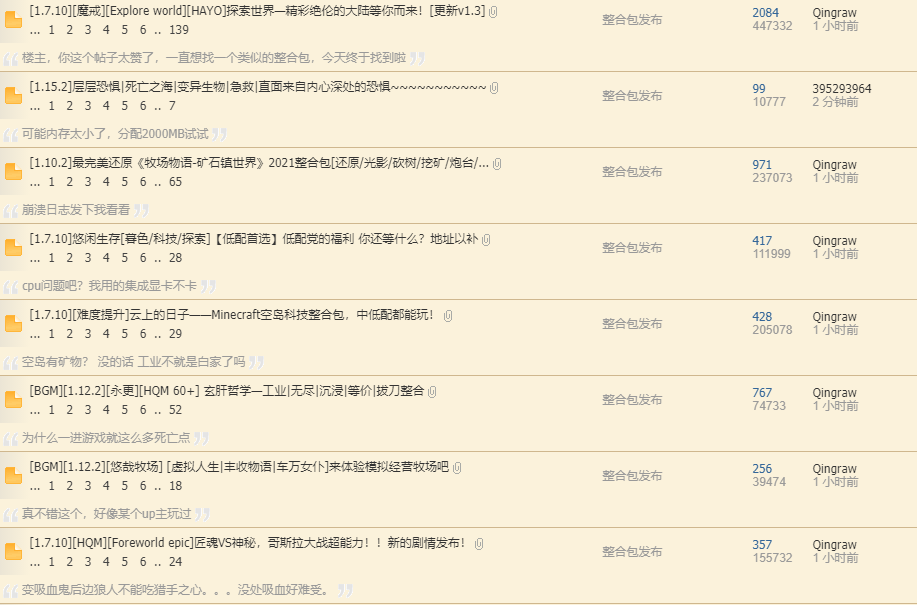 [1.7.10][魔戒][Explore world][HAYO]探索世界—精彩绝伦的大陆等你而来！[更新v1.3]
整合包发布
2084
Qingraw
... 1 2 3 4 5 6 .. 139
447332
1 小时前
楼主，你这个帖子太赞了，一直想找一个类似的整合包，今天终于找到啦
[1.15.2]层层恐惧|死亡之海|变异生物|急救|直面来自内心深处的恐惧~~~~~~~~~~~
整合包发布
99
395293964
... 1 2 3 4 5 6 .. 7
10777
2 分钟前
可能内存太小了，分配2000MB试试
[1.10.2]最完美还原《牧场物语-矿石镇世界》2021整合包[还原/光影/砍树/挖矿/炮台/...
整合包发布
971
Qingraw
... 1 2 3 4 5 6 .. 65
237073
1 小时前
崩溃日志发下我看看
[1.7.10]悠闲生存[暮色/科技/探索]【低配首选】低配党的福利 你还等什么？地址以补
整合包发布
417
Qingraw
... 1 2 3 4 5 6 .. 28
111999
1 小时前
cpu问题吧？我用的集成显卡不卡
[1.7.10][难度提升]云上的日子——Minecraft空岛科技整合包，中低配都能玩！
整合包发布
428
Qingraw
... 1 2 3 4 5 6 .. 29
205078
1 小时前
空岛有矿物？ 没的话 工业不就是白家了吗
[BGM][1.12.2][永更][HQM 60+] 玄肝哲学—工业|无尽|沉浸|等价|拔刀整合
整合包发布
767
Qingraw
... 1 2 3 4 5 6 .. 52
74733
1 小时前
为什么一进游戏就这么多死亡点
[BGM][1.12.2][悠哉牧场] [虚拟人生|丰收物语|车万女仆]来体验模拟经营牧场吧
整合包发布
256
Qingraw
... 1 2 3 4 5 6 .. 18
39474
1 小时前
真不错这个，好像某个up主玩过
[1.7.10][HQM][Foreworld epic]匠魂VS神秘，哥斯拉大战超能力！！新的剧情发布！
整合包发布
357
Qingraw
... 1 2 3 4 5 6 .. 24
155732
1 小时前
变吸血鬼后边狼人不能吃猎手之心。。。没处吸血好难受。